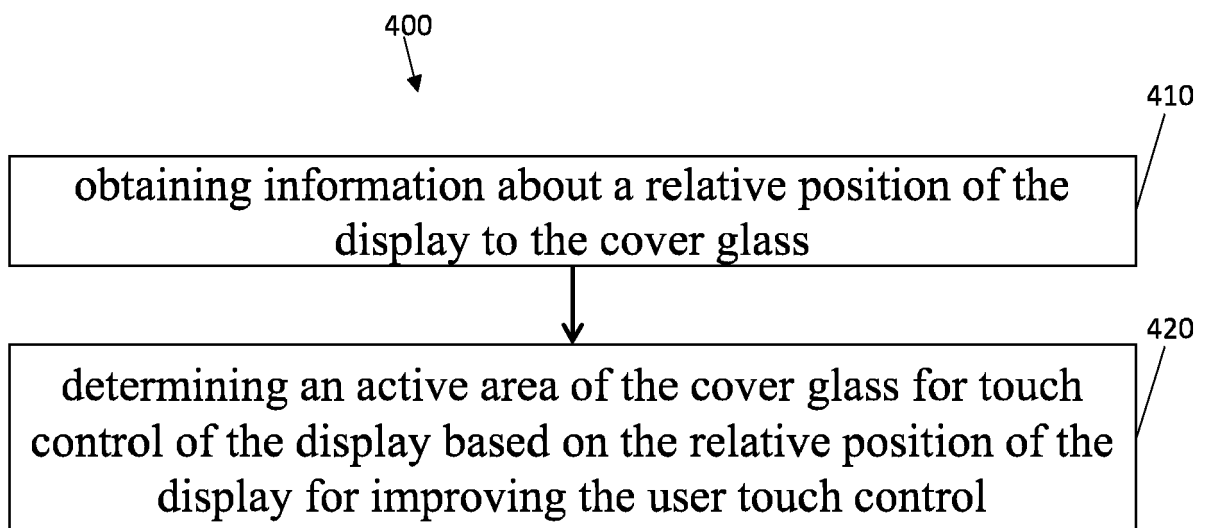 400
410
obtaining information about a relative position of the
display to the cover glass
420
determining an active area of the cover glass for touch
control of the display based on the relative position of the
display for improving the user touch control